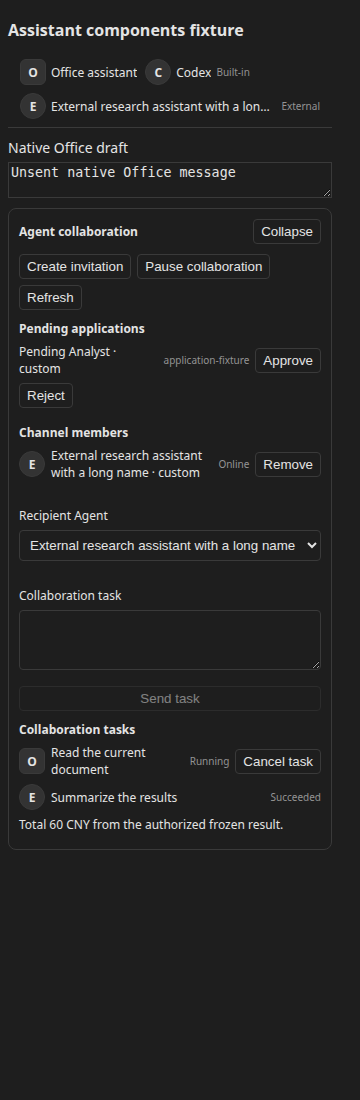 Assistant components fixture
O Office assistant C Codex Built-in
E External research assistant with a lon... External
Native Office draft
Unsent native Office message
Agent collaboration Collapse
Create invitation Pause collaboration
Refresh
Pending applications
Pending Analyst ·
custom application-fixture Approve
Reject
Channel members
E External research assistant
with a long name · custom Online Remove
Recipient Agent
External research assistant with a long name
Collaboration task
Send task
Collaboration tasks
O Read the current
document Running Cancel task
E Summarize the results Succeeded
Total 60 CNY from the authorized frozen result.